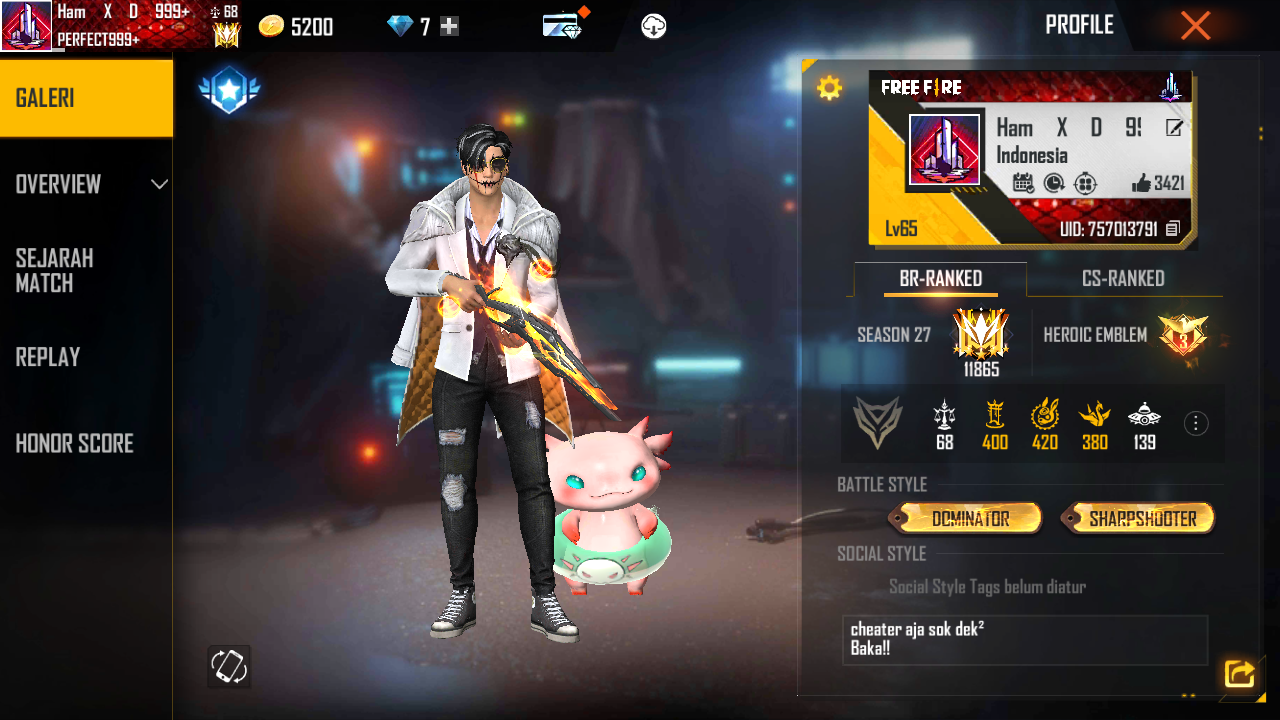 Ham X D 999+
68
PERFECT999+
5200
7
PROFILE
GALERI
OVERVIEW
SEJARAH
MATCH
REPLAY
HONOR SCORE
FREE FIRE
Ham X D 9
Indonesia
3421
Lv65
UID: 757013791
BR-RANKED
CS-RANKED
SEASON 27
11865
HEROIC EMBLEM
3
68
400
420
380
139
BATTLE STYLE
DOMINATOR
SHARPSHOOTER
SOCIAL STYLE
Social Style Tags belum diatur
cheater aja sok dek²
Baka!!